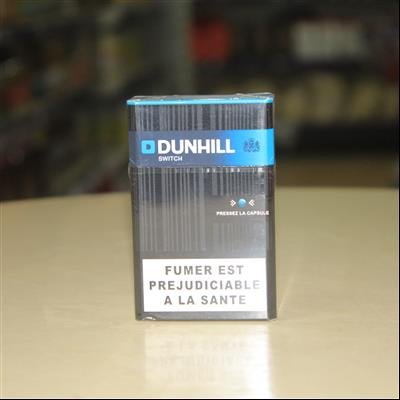 DUNHILL
SWITCH
PRESSEZ LA CAPSULE
FUMER EST
PREJUDICIABLE
A LA SANTE